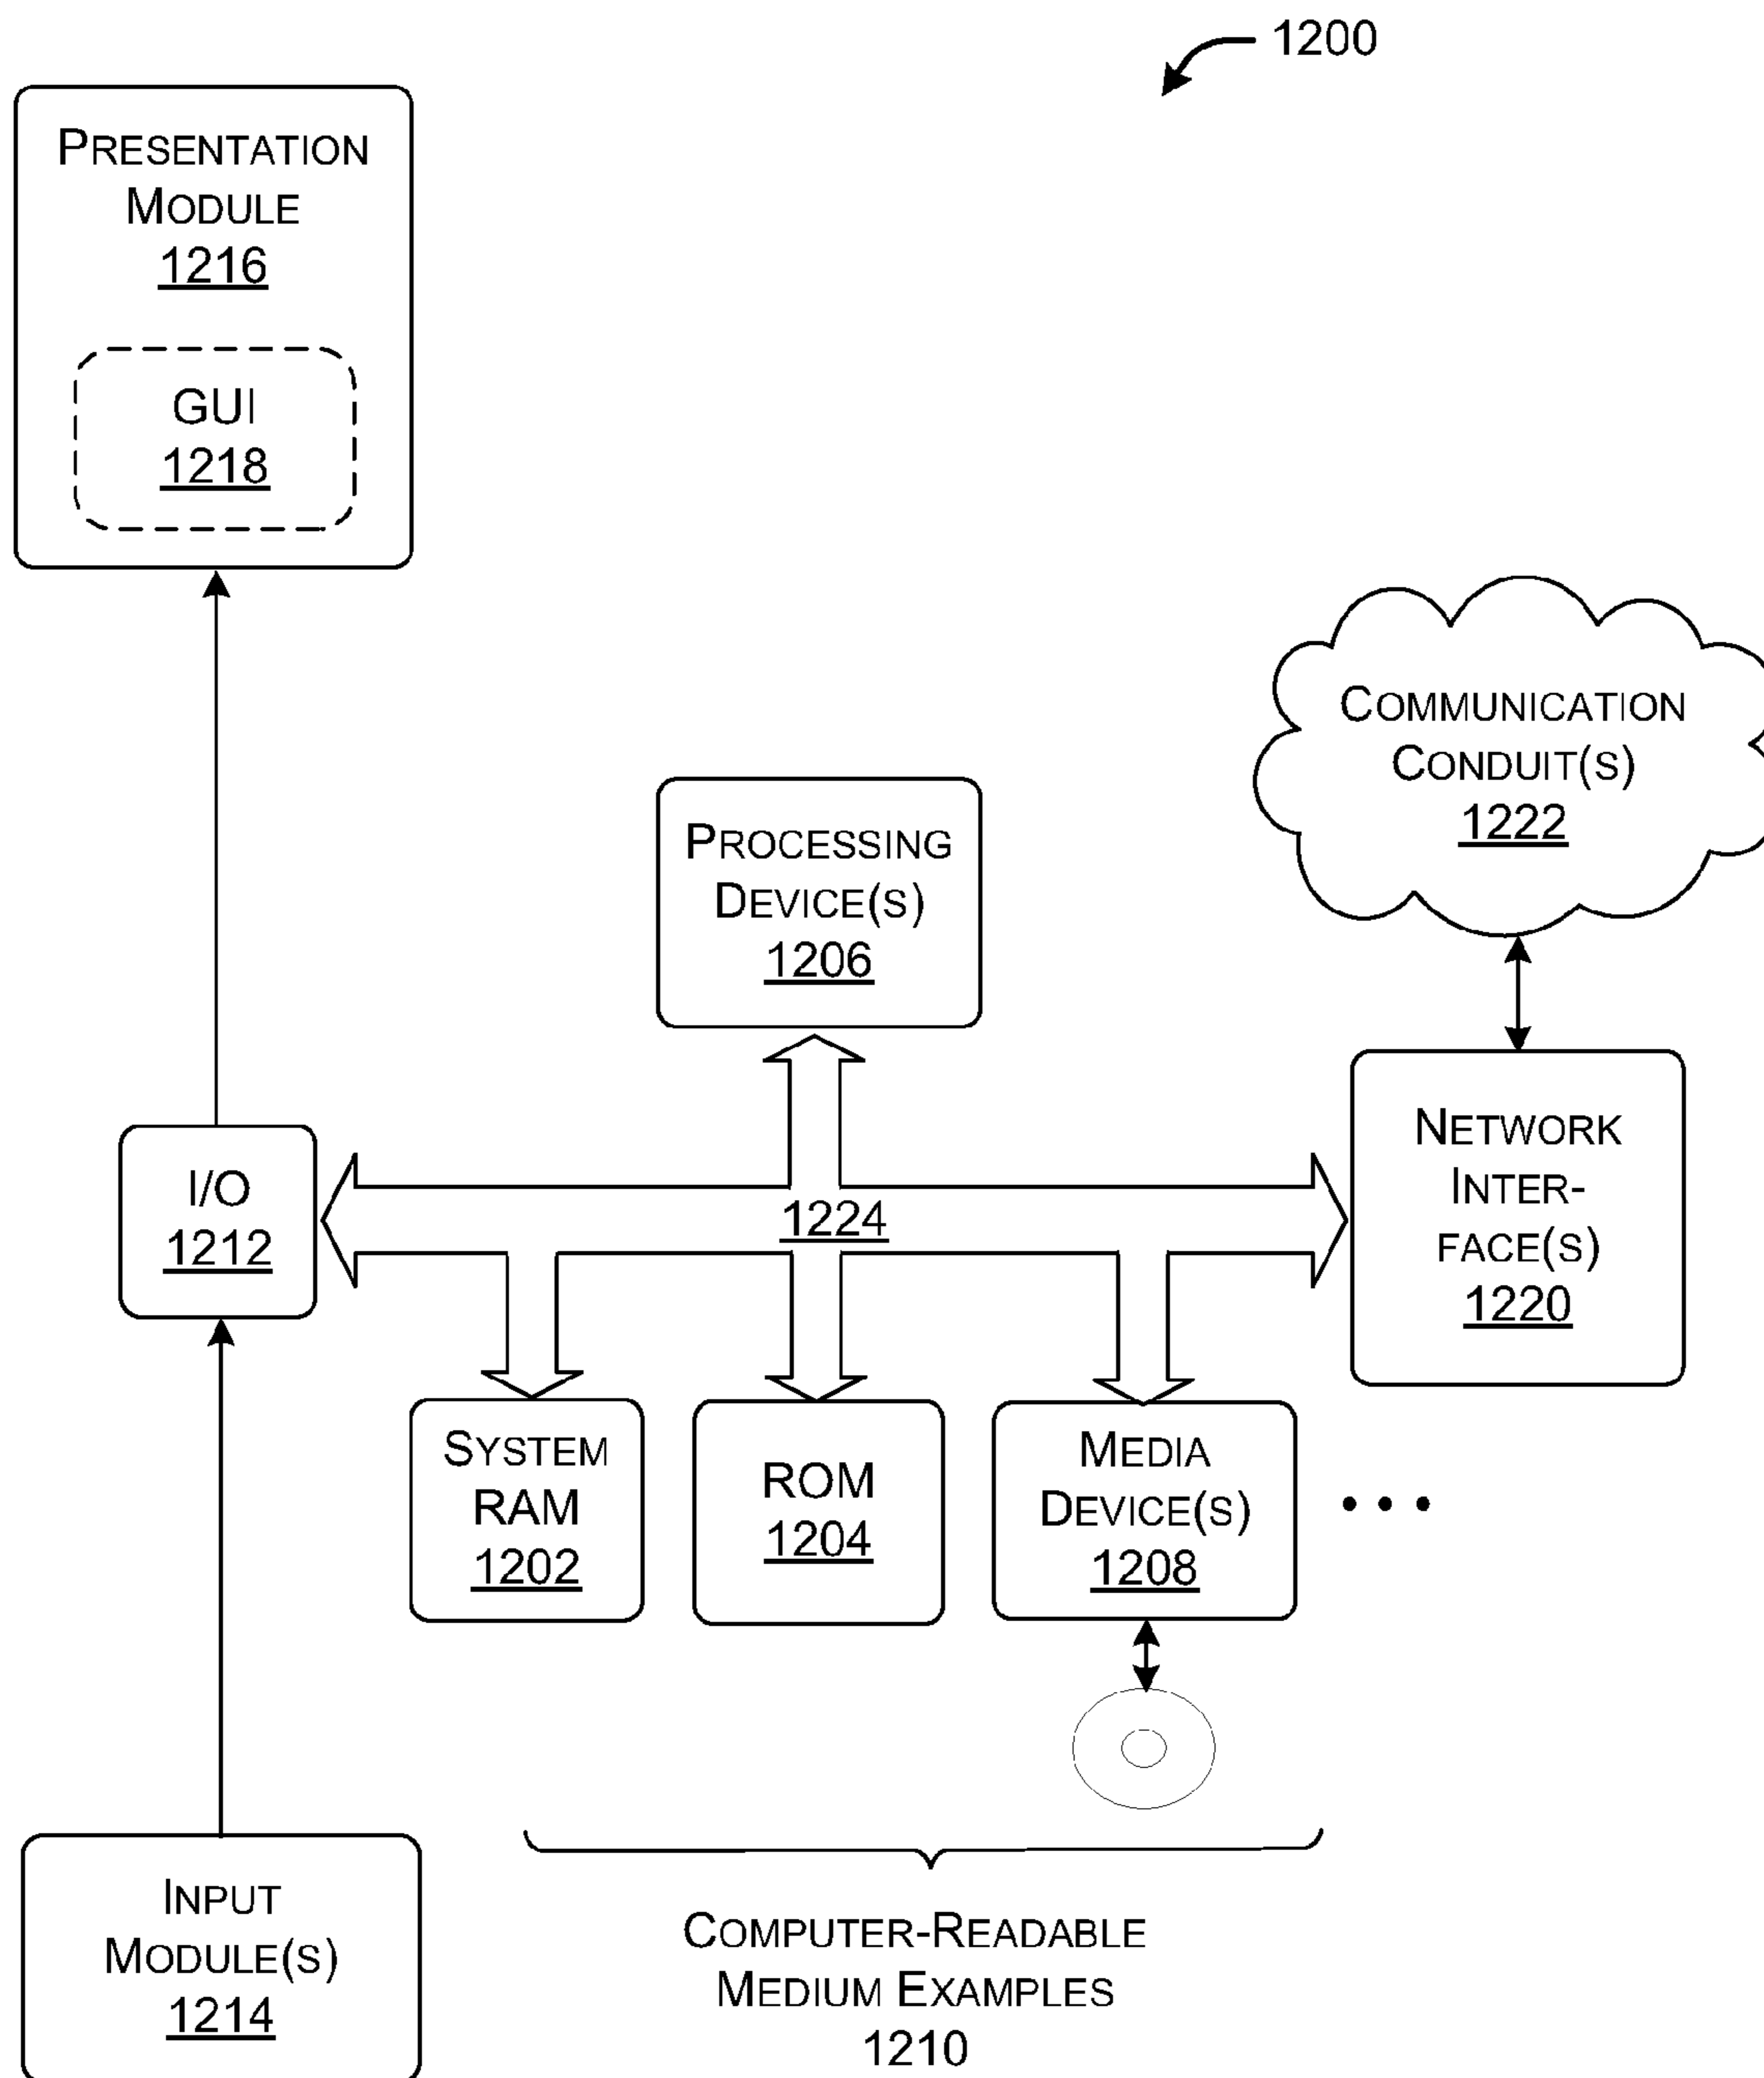 1200
PRESENTATION
MODULE
1216
GUI
1218
COMMUNICATION
CONDUIT(S)
1222
PROCESSING
DEVICE(S)
1206
NETWORK
INTER-
FACE(S)
1220
I/O
1212
1224
SYSTEM
RAM
1202
ROM
1204
MEDIA
DEVICE(S)
1208
INPUT
MODULE(S)
1214
COMPUTER-READABLE
MEDIUM EXAMPLES
1210